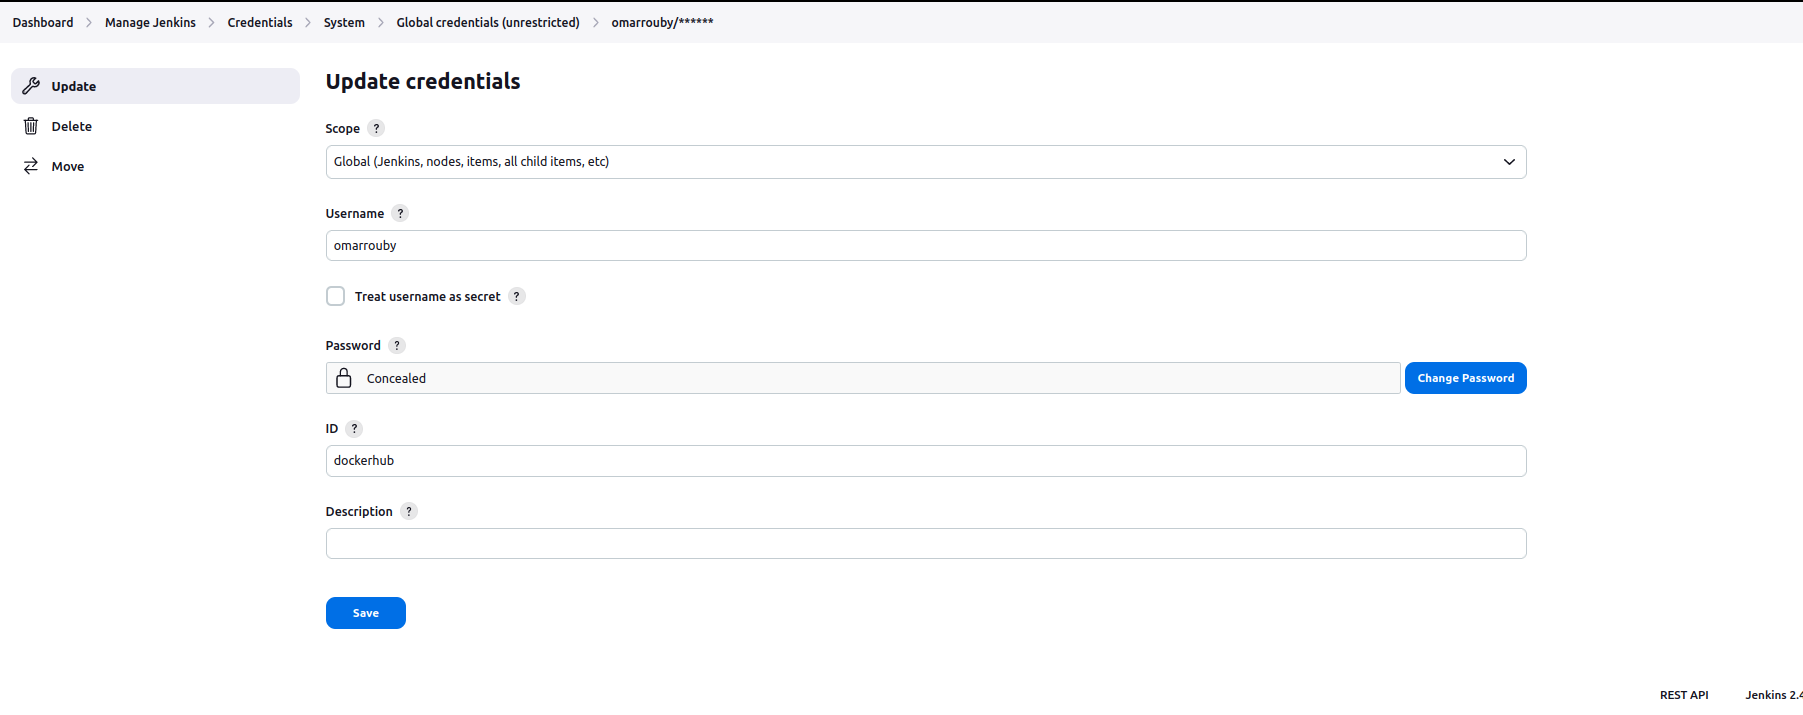 Dashboard > Manage Jenkins > Credentials > System > Global credentials (unrestricted) > omarrouby/******
Update
Delete
Move
Update credentials
Scope ?
Global (Jenkins, nodes, items, all child items, etc)
Username ?
omarrouby
Treat username as secret ?
Password ?
Concealed
Change Password
ID ?
dockerhub
Description ?
Save
REST API Jenkins 2.4